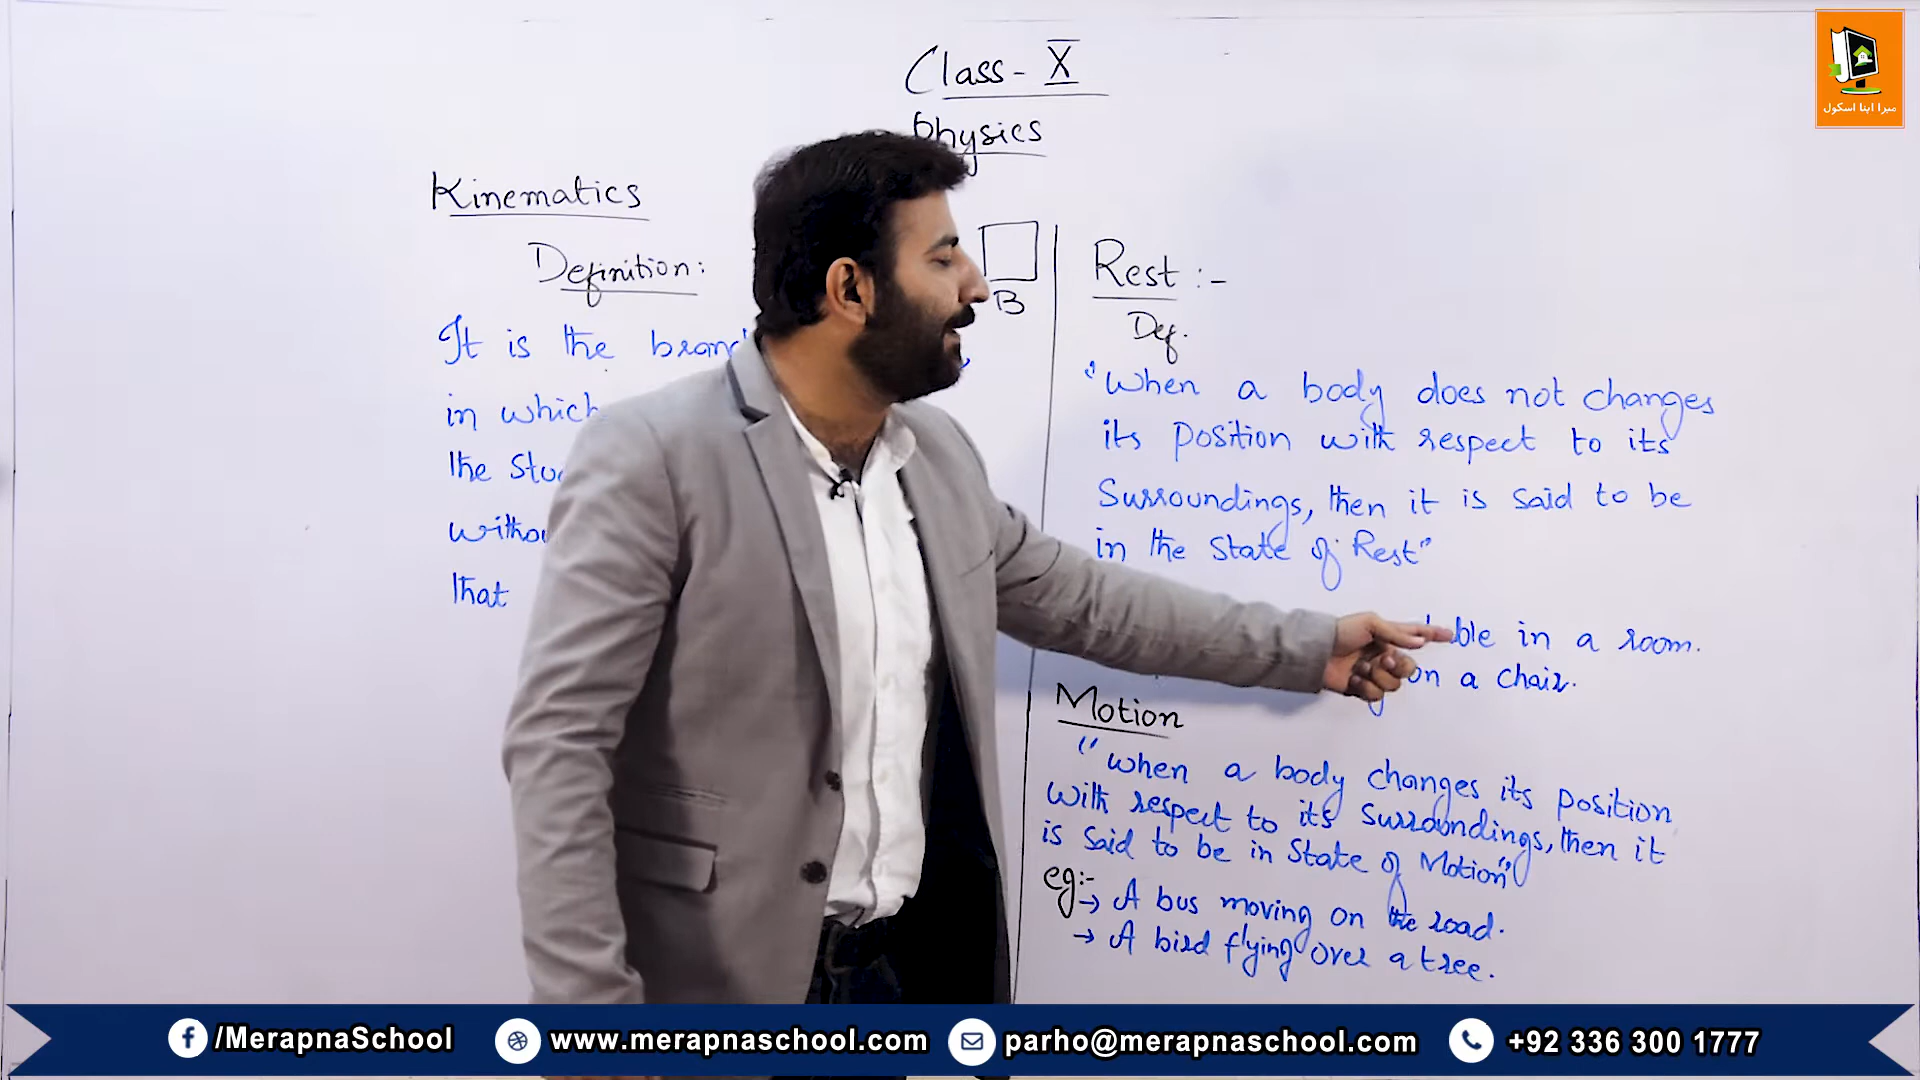 Class - X
Physics
Kinematics
Definition:
It is the
in which
the
that
B
Rest :-
Def.
"When a body does not changes
its position with respect to its
Surroundings, then it is said to be
in the State of Rest"
in a room.
on a chair.
Motion
"When a body changes its position
with respect to its surroundings, then it
is said to be in State of Motion"
eg:-
→ A bus moving on the road.
→ A bird flying over a tree.
میرا اپنا اسکول
/MerapnaSchool
www.merapnaschool.com
parho@merapnaschool.com
+92 336 300 1777